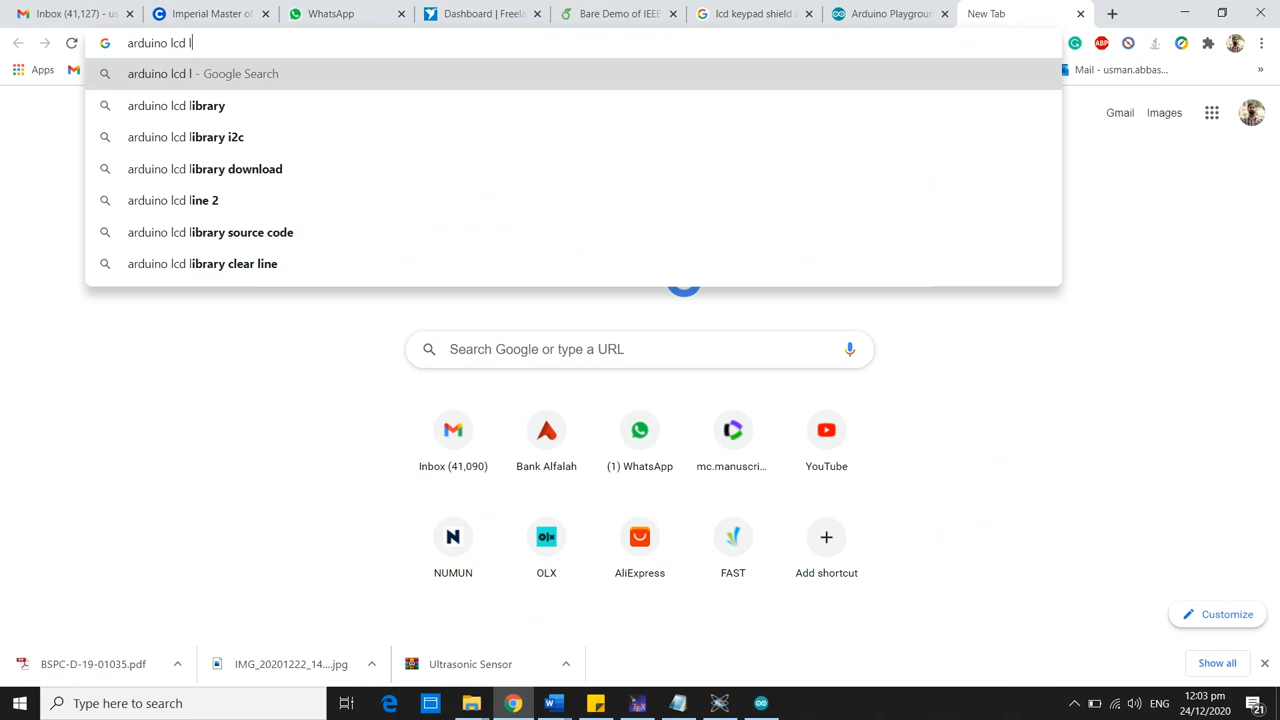 Inbox (41,127) - us
Imperial Master of
WhatsApp
Dashboard | Freela
Bare Demo of IEEE
lcd keypad shield a
Arduino Playgroun
New Tab
arduino lcd l
Apps
Mail - usman.abbas...
»
arduino lcd l - Google Search
arduino lcd library
arduino lcd library i2c
arduino lcd library download
arduino lcd line 2
arduino lcd library source code
arduino lcd library clear line
Gmail
Images
Search Google or type a URL
Inbox (41,090)
Bank Alfalah
(1) WhatsApp
mc.manuscri...
YouTube
NUMUN
OLX
AliExpress
FAST
Add shortcut
Customize
BSPC-D-19-01035.pdf
IMG_20201222_14....jpg
Ultrasonic Sensor
Show all
Type here to search
ENG
12:03 pm
24/12/2020
21